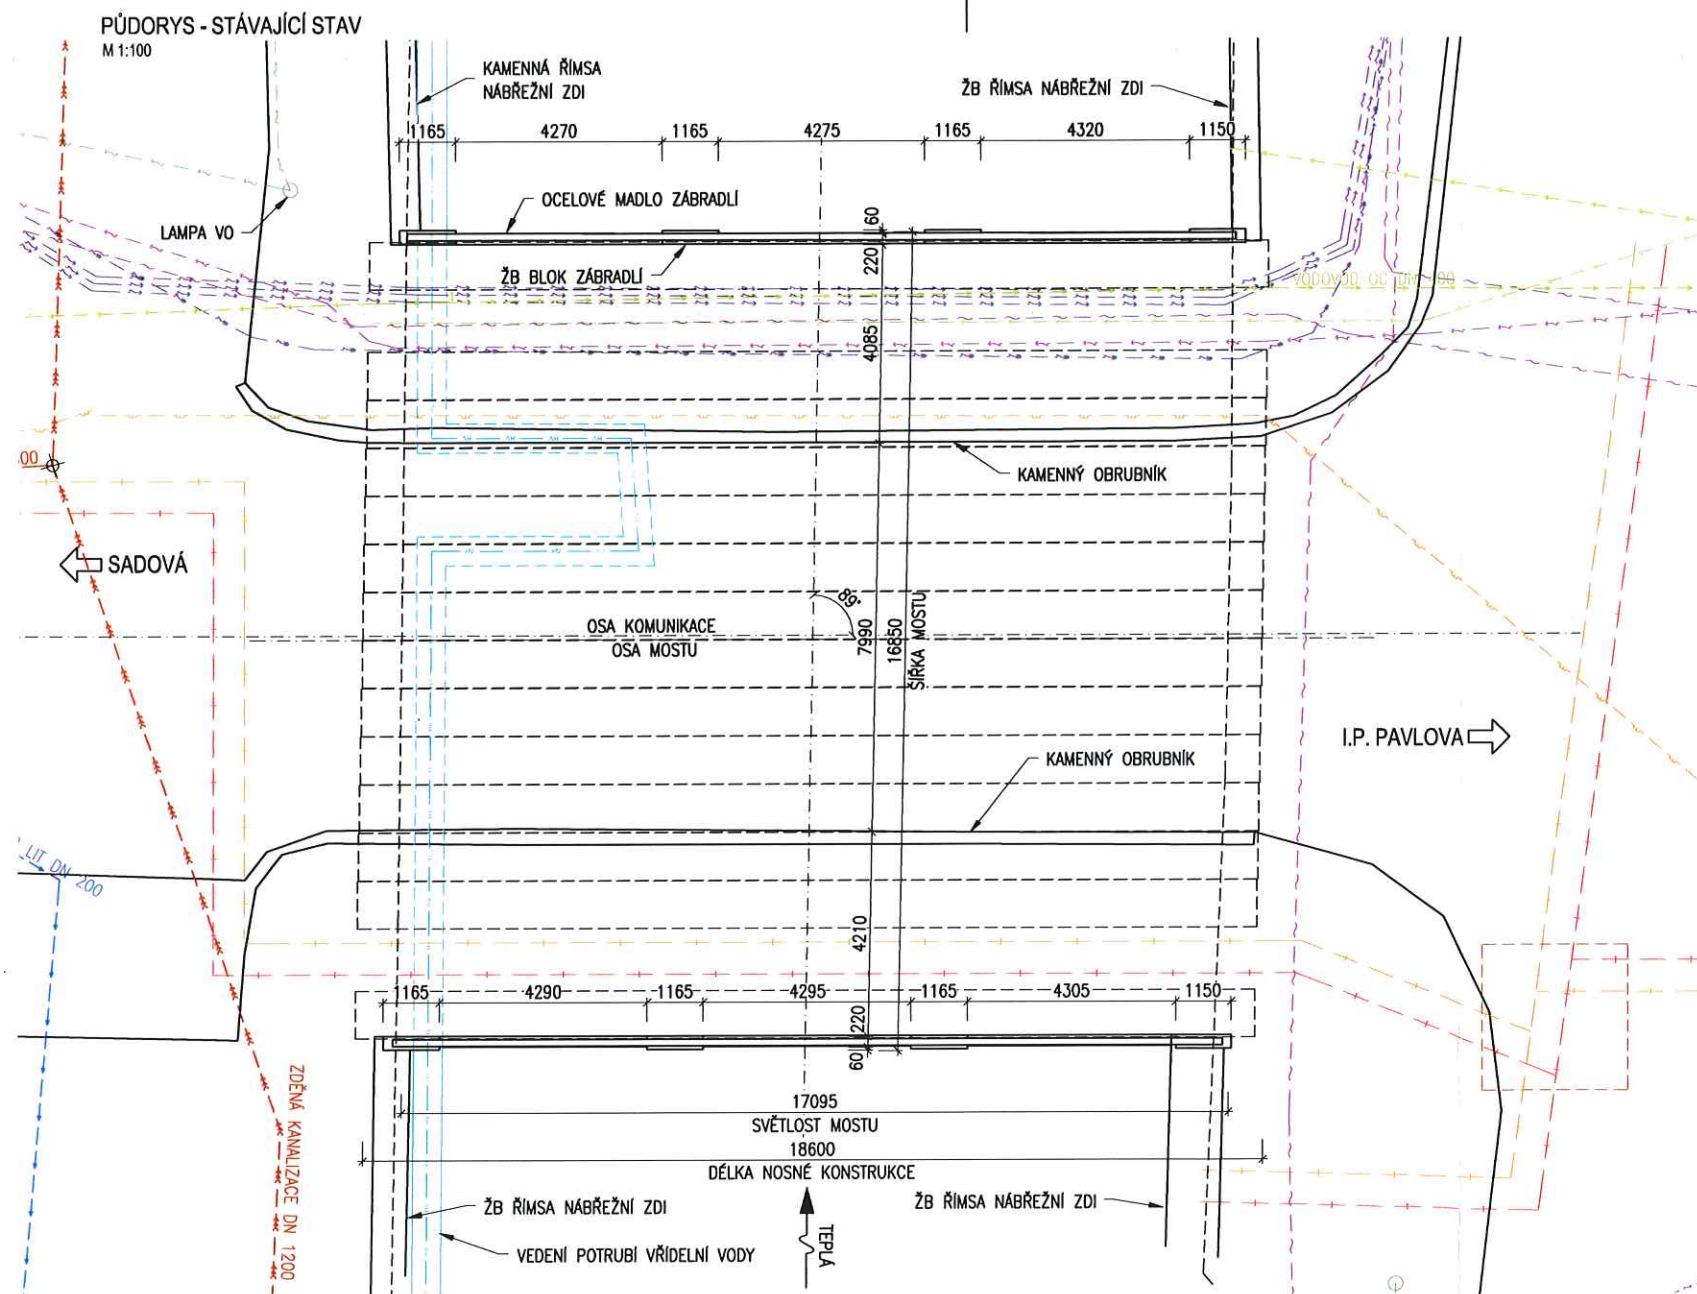 PŮDORYS - STÁVAJÍCÍ STAV
M 1:100
KAMENNÁ ŘÍMSA
NÁBŘEŽNÍ ZDI
ŽB ŘÍMSA NÁBŘEŽNÍ ZDI
1165 4270 1165 4275 1165 4320 1150
OCELOVÉ MADLO ZÁBRADLÍ
LAMPA VO
ŽB BLOK ZÁBRADLÍ
60
220
4085
VODOVOD OC DN
KAMENNÝ OBRUBNÍK
00
SADOVÁ
89°
OSA KOMUNIKACE
OSA MOSTU
7990
16850
ŠÍŘKA MOSTU
I.P. PAVLOVA
KAMENNÝ OBRUBNÍK
LIT DN 200
4210
1165 4290 1165 4295 1165 4305 1150
220
60
ZDĚNÁ KANALIZACE DN 1200
17095
SVĚTLOST MOSTU
18600
DÉLKA NOSNÉ KONSTRUKCE
ŽB ŘÍMSA NÁBŘEŽNÍ ZDI
ŽB ŘÍMSA NÁBŘEŽNÍ ZDI
VEDENÍ POTRUBÍ VŘÍDELNÍ VODY
TEPLÁ